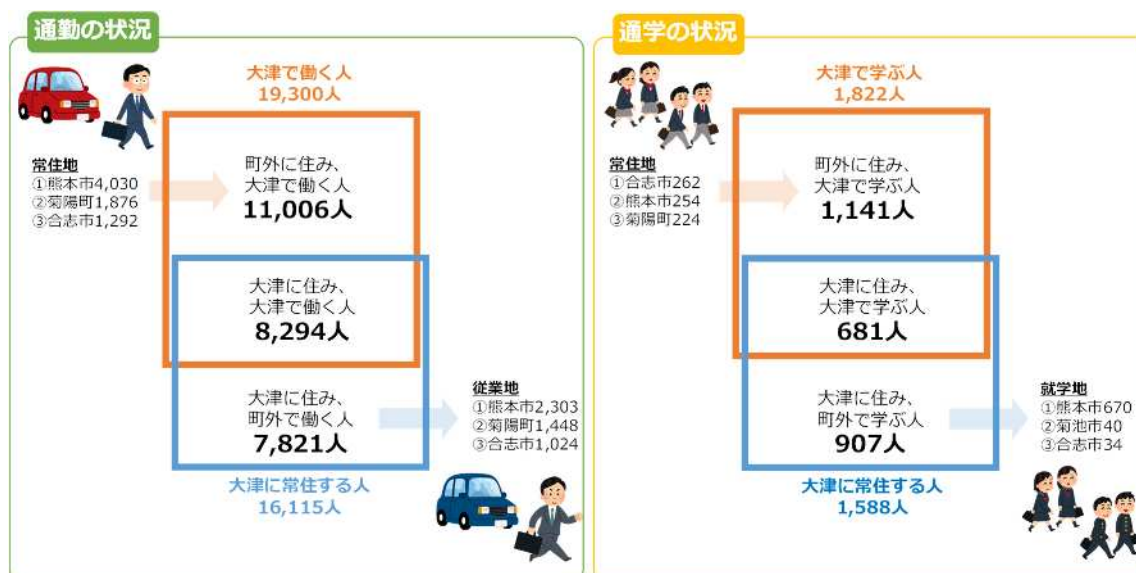 通勤の状況
大津で働く人
19,300人
常住地
①熊本市4,030
②菊陽町1,876
③合志市1,292
町外に住み、
大津で働く人
11,006人
大津に住み、
大津で働く人
8,294人
大津に住み、
町外で働く人
7,821人
従業地
①熊本市2,303
②菊陽町1,448
③合志市1,024
大津に常住する人
16,115人
通学の状況
大津で学ぶ人
1,822人
常住地
①合志市262
②熊本市254
③菊陽町224
町外に住み、
大津で学ぶ人
1,141人
大津に住み、
大津で学ぶ人
681人
大津に住み、
町外で学ぶ人
907人
就学地
①熊本市670
②菊池市40
③合志市34
大津に常住する人
1,588人